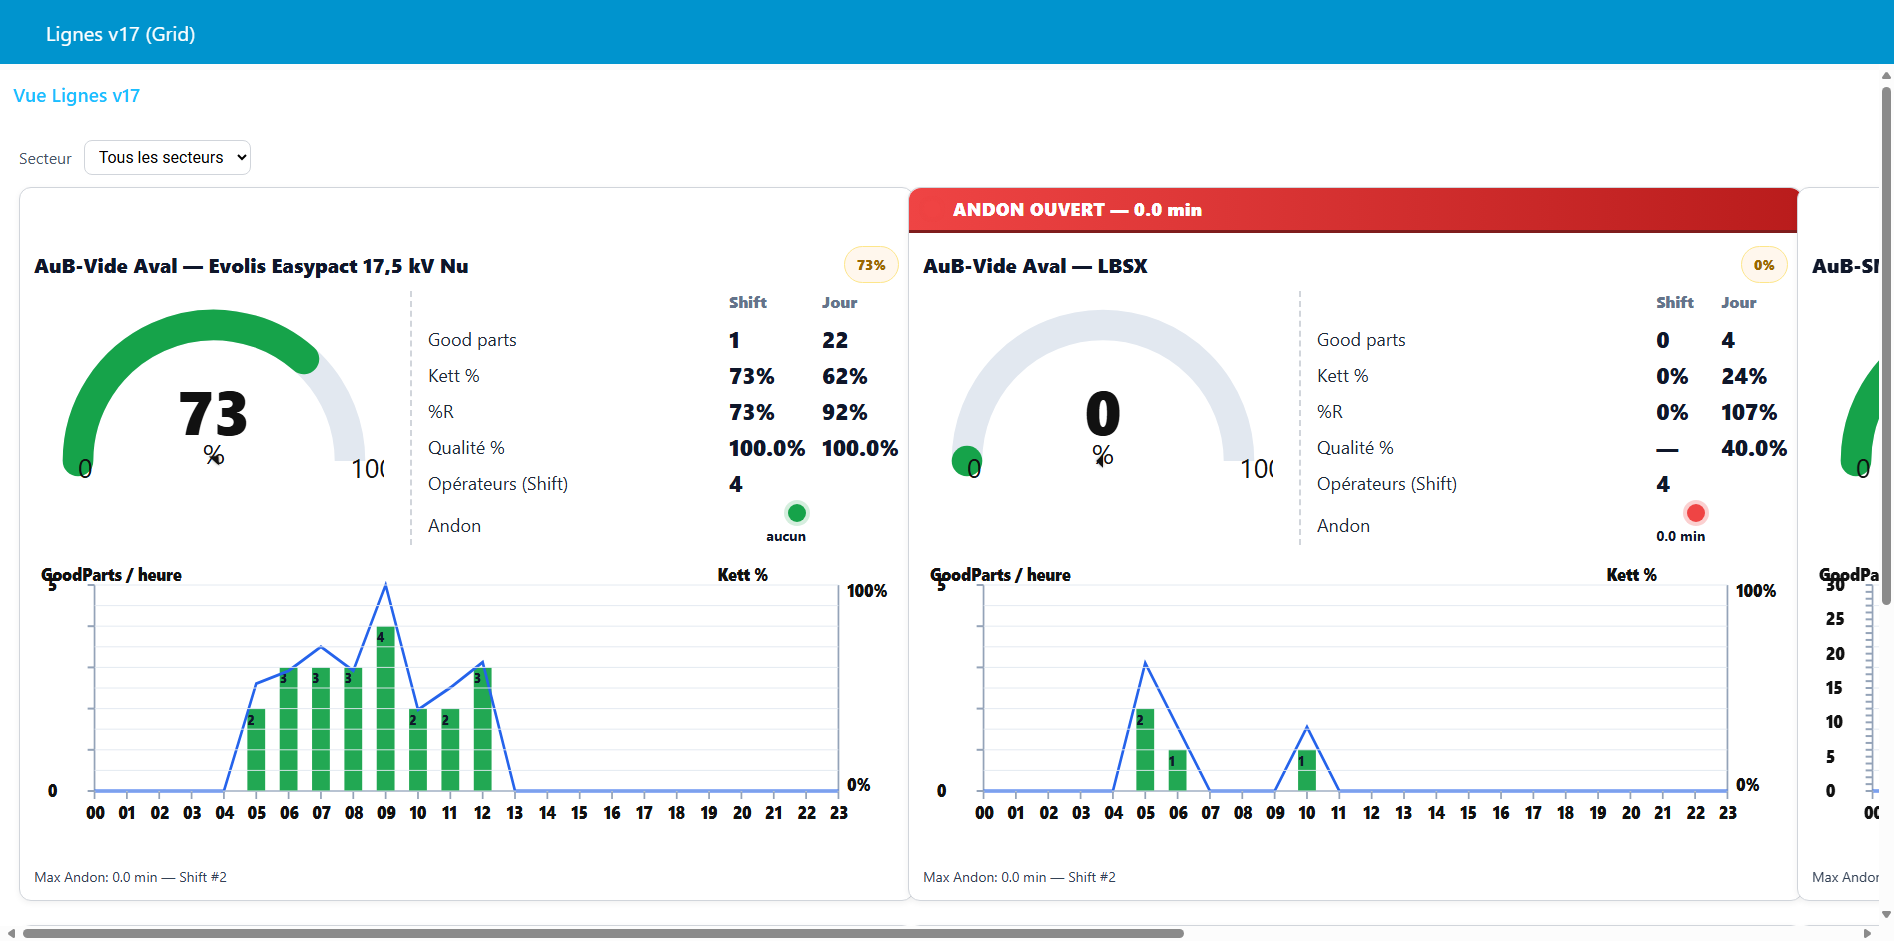 Lignes v17 (Grid)
Vue Lignes v17
Secteur Tous les secteurs
ANDON OUVERT — 0.0 min
AuB-Vide Aval — Evolis Easypact 17,5 kV Nu
73%
Shift Jour
Good parts 1 22
Kett % 73% 62%
%R 73% 92%
Qualité % 100.0% 100.0%
Opérateurs (Shift) 4
Andon
aucun
73
%
0
100
GoodParts / heure
Kett %
5
100%
2 3 3 3 4 2 2 3
0
0%
00 01 02 03 04 05 06 07 08 09 10 11 12 13 14 15 16 17 18 19 20 21 22 23
Max Andon: 0.0 min — Shift #2
AuB-Vide Aval — LBSX
0%
Shift Jour
Good parts 0 4
Kett % 0% 24%
%R 0% 107%
Qualité % — 40.0%
Opérateurs (Shift) 4
Andon
0.0 min
0
%
0
100
GoodParts / heure
Kett %
5
100%
2 1 1
0
0%
00 01 02 03 04 05 06 07 08 09 10 11 12 13 14 15 16 17 18 19 20 21 22 23
Max Andon: 0.0 min — Shift #2
0
GoodPa
30
25
20
15
10
5
0
00
Max Andor